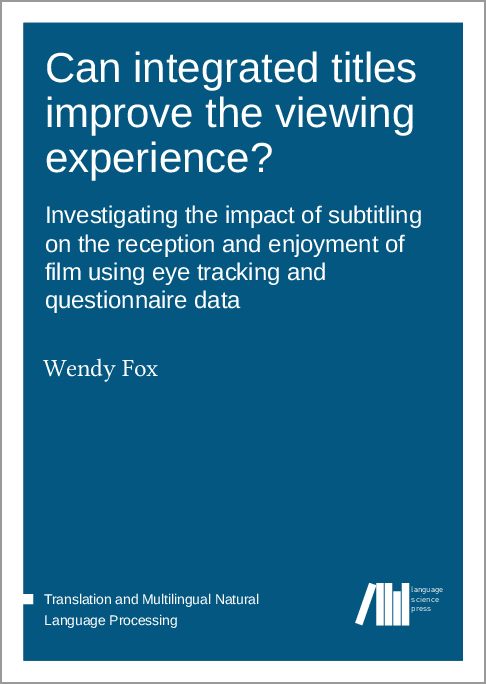 Can integrated titles
improve the viewing
experience?
Investigating the impact of subtitling
on the reception and enjoyment of
film using eye tracking and
questionnaire data
Wendy Fox
Translation and Multilingual Natural
Language Processing
language
science
press